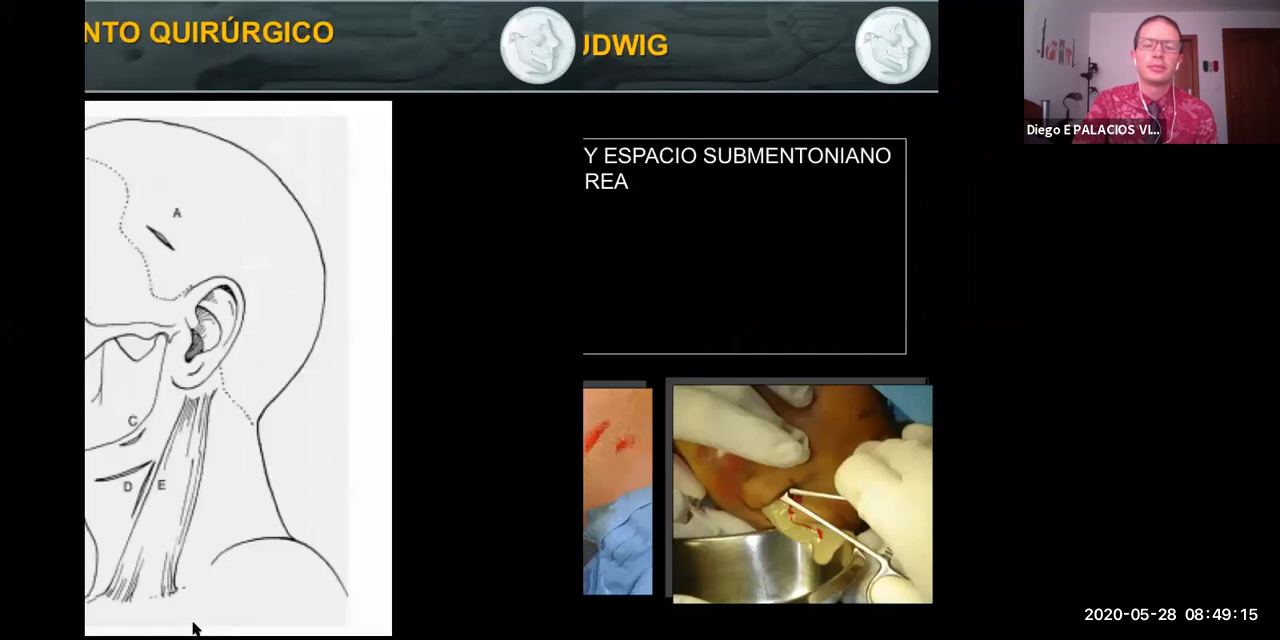 NTO QUIRÚRGICO
UDWIG
Y ESPACIO SUBMENTONIANO
REA
A
C
D
E
Diego E PALACIOS VI...
2020-05-28 08:49:15